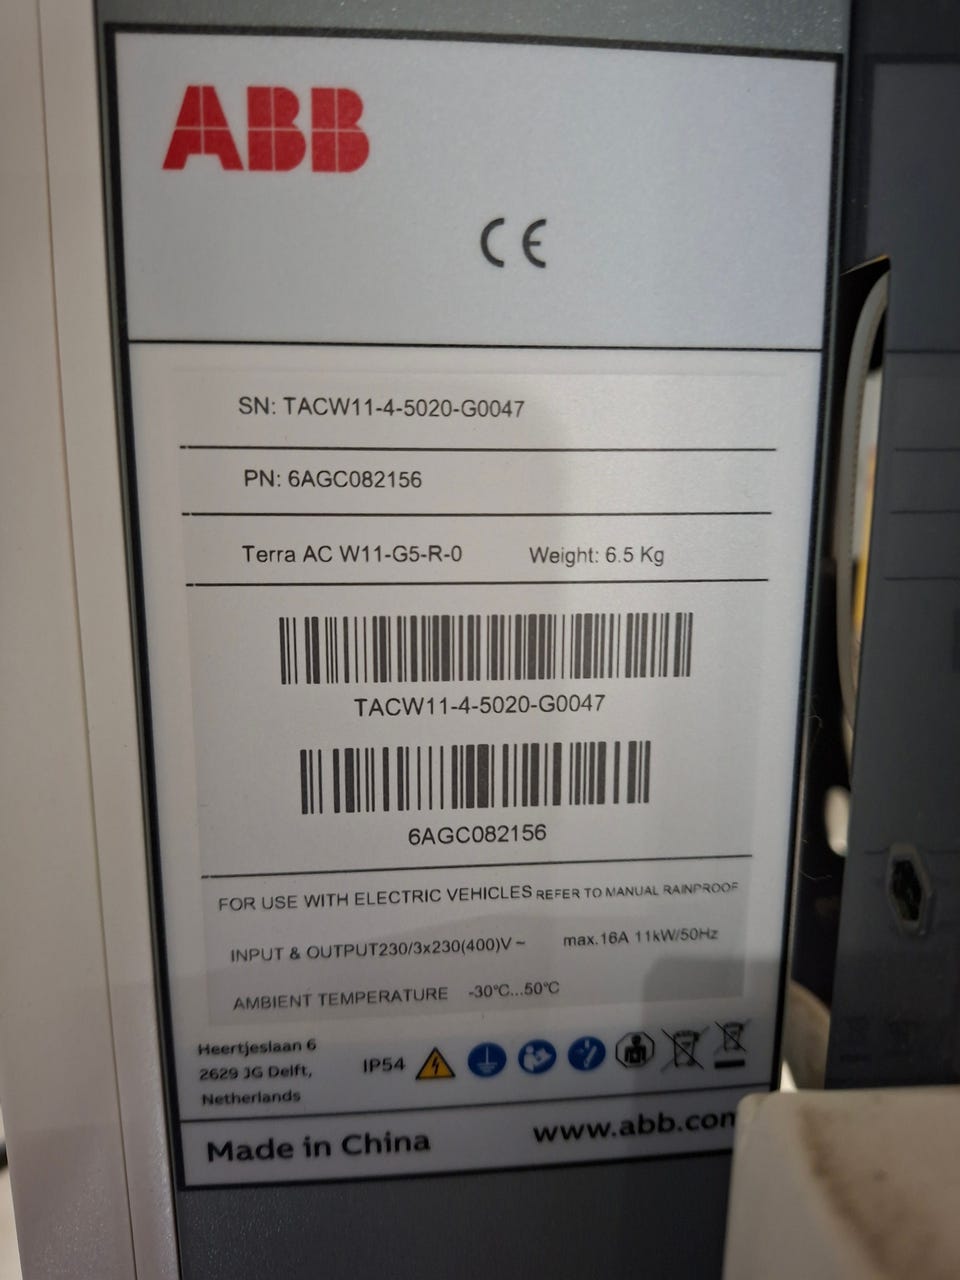 ABB
CE
SN: TACW11-4-5020-G0047
PN: 6AGC082156
Terra AC W11-G5-R-0 Weight: 6.5 Kg
TACW11-4-5020-G0047
6AGC082156
FOR USE WITH ELECTRIC VEHICLES REFER TO MANUAL RAINPROOF
INPUT & OUTPUT230/3x230(400)V~ max.16A 11kW/50Hz
AMBIENT TEMPERATURE -30℃...50℃
Heertjeslaan 6
2629 JG Delft,
Netherlands
IP54
Made in China www.abb.com